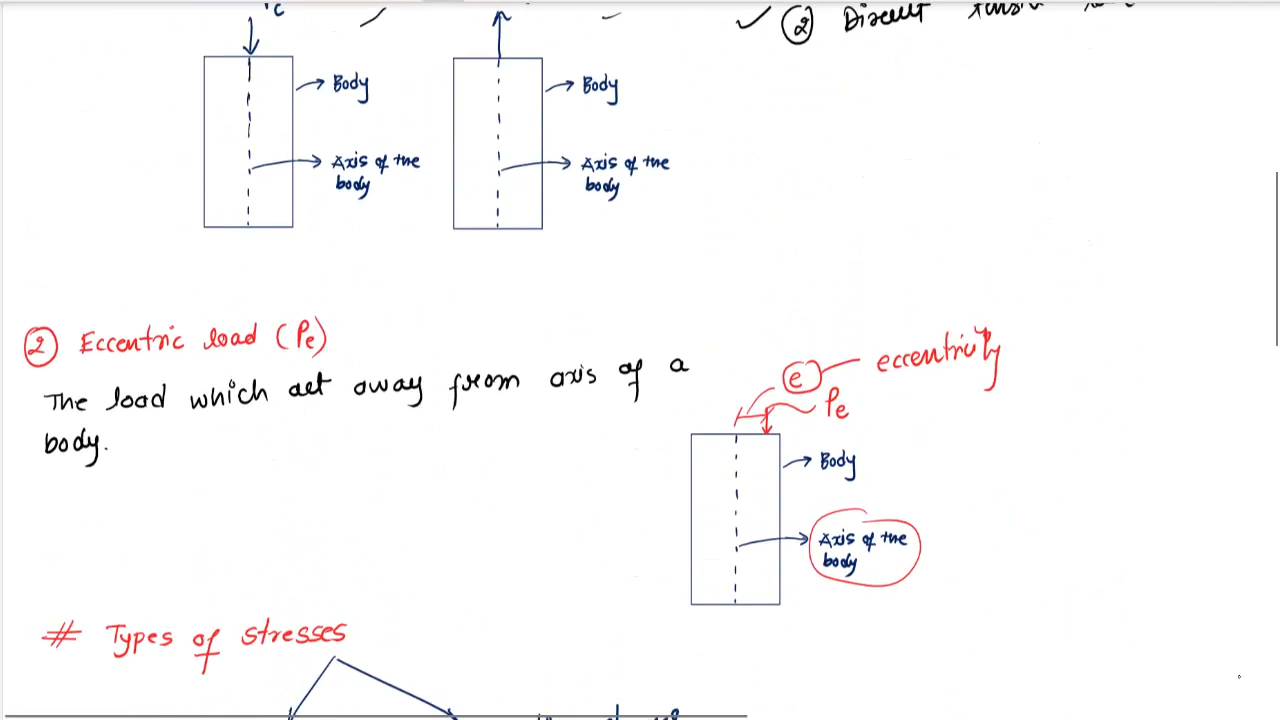 ②
Body
Axis of the
body
Body
Axis of the
body
② Eccentric load (Pe)
The load which act away from axis of a
body.
e
eccentricity
Pe
Body
Axis of the
body
# Types of stresses